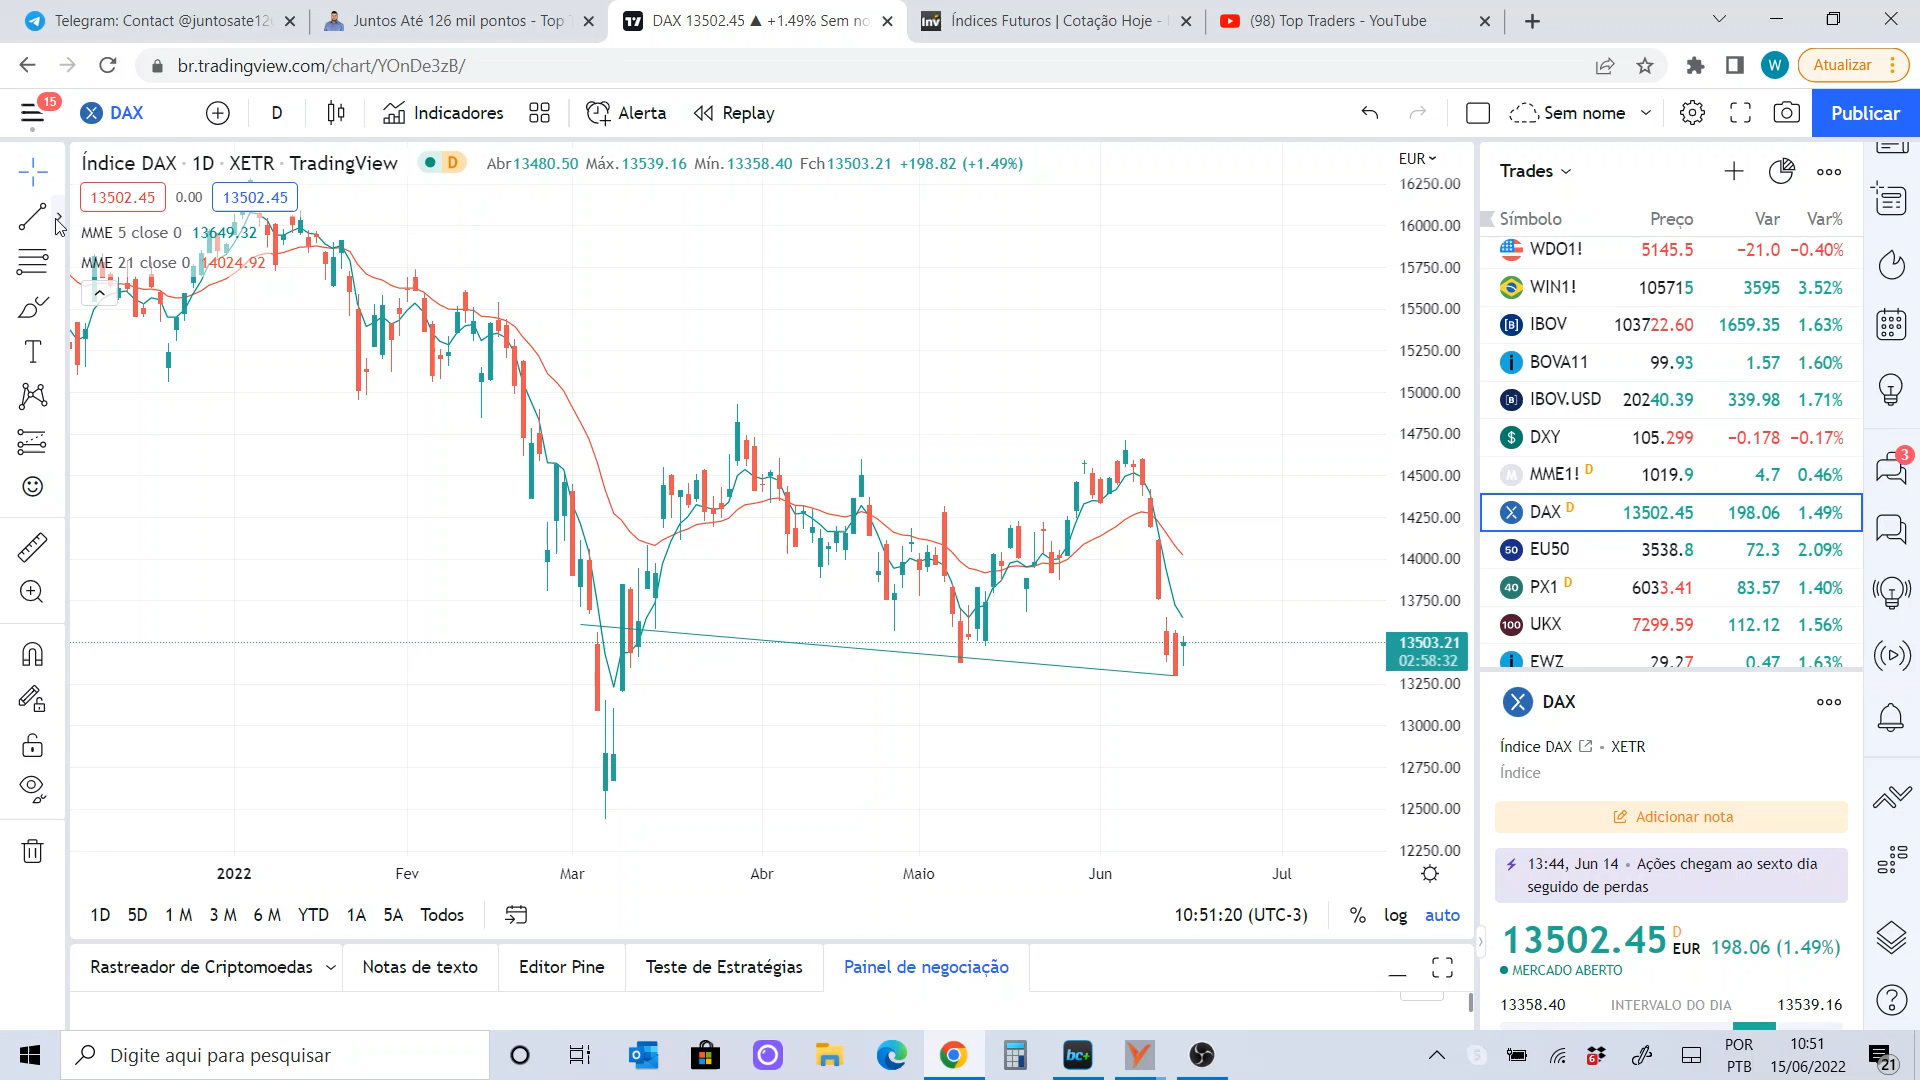 Telegram: Contact @juntosate12
Juntos Até 126 mil pontos - Top
DAX 13502.45 ▲ +1.49% Sem no
Índices Futuros | Cotação Hoje -
(98) Top Traders - YouTube
br.tradingview.com/chart/YOnDe3zB/
W
Atualizar
15
DAX
D
Indicadores
Alerta
Replay
Sem nome
Publicar
Índice DAX · 1D · XETR · TradingView
D
Abr13480.50 Máx.13539.16 Mín.13358.40 Fch13503.21 +198.82 (+1.49%)
13502.45 0.00 13502.45
MME 5 close 0 13649.32
MME 21 close 0 14024.92
EUR
16250.00
16000.00
15750.00
15500.00
15250.00
15000.00
14750.00
14500.00
14250.00
14000.00
13750.00
13503.21
02:58:32
13250.00
13000.00
12750.00
12500.00
12250.00
2022 Fev Mar Abr Maio Jun Jul
1D 5D 1 M 3 M 6 M YTD 1A 5A Todos
10:51:20 (UTC-3) % log auto
Rastreador de Criptomoedas
Notas de texto
Editor Pine
Teste de Estratégias
Painel de negociação
Trades
Símbolo Preço Var Var%
WDO1! 5145.5 −21.0 −0.40%
WIN1! 105715 3595 3.52%
IBOV 103722.60 1659.35 1.63%
BOVA11 99.93 1.57 1.60%
IBOV.USD 20240.39 339.98 1.71%
DXY 105.299 −0.178 −0.17%
MME1! D 1019.9 4.7 0.46%
DAX D 13502.45 198.06 1.49%
EU50 3538.8 72.3 2.09%
PX1 D 6033.41 83.57 1.40%
UKX 7299.59 112.12 1.56%
EWZ 29.27 0.47 1.63%
3
DAX
Índice DAX • XETR
Índice
Adicionar nota
13:44, Jun 14 • Ações chegam ao sexto dia
seguido de perdas
13502.45 D EUR 198.06 (1.49%)
MERCADO ABERTO
13358.40 INTERVALO DO DIA 13539.16
Digite aqui para pesquisar
bc+
6
POR
PTB
10:51
15/06/2022
21